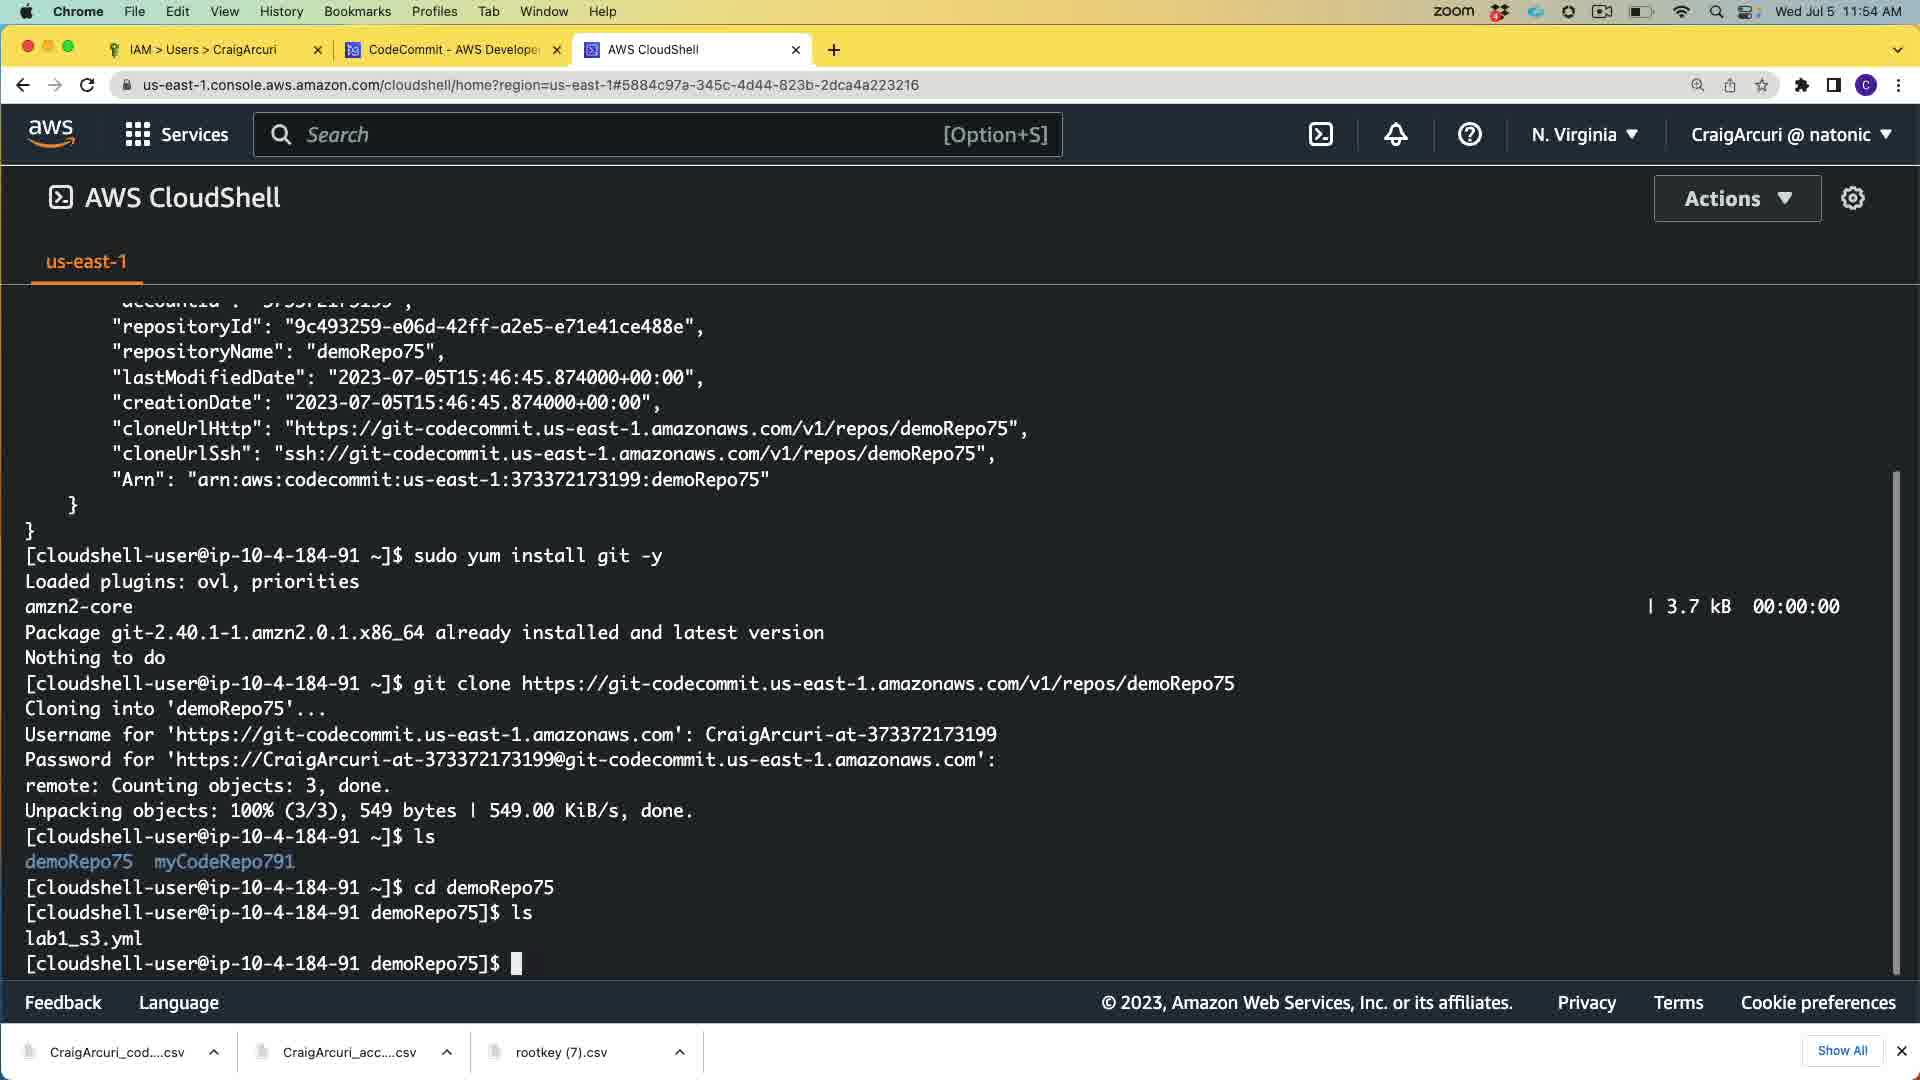 Chrome File Edit View History Bookmarks Profiles Tab Window Help zoom Wed Jul 5 11:54 AM
IAM > Users > CraigArcuri CodeCommit - AWS Develope AWS CloudShell
us-east-1.console.aws.amazon.com/cloudshell/home?region=us-east-1#5884c97a-345c-4d44-823b-2dca4a223216 C
aws Services Search [Option+S] N. Virginia CraigArcuri @ natonic
AWS CloudShell Actions
us-east-1
"accountId": "373372173199",
"repositoryId": "9c493259-e06d-42ff-a2e5-e71e41ce488e",
"repositoryName": "demoRepo75",
"lastModifiedDate": "2023-07-05T15:46:45.874000+00:00",
"creationDate": "2023-07-05T15:46:45.874000+00:00",
"cloneUrlHttp": "https://git-codecommit.us-east-1.amazonaws.com/v1/repos/demoRepo75",
"cloneUrlSsh": "ssh://git-codecommit.us-east-1.amazonaws.com/v1/repos/demoRepo75",
"Arn": "arn:aws:codecommit:us-east-1:373372173199:demoRepo75"
}
}
[cloudshell-user@ip-10-4-184-91 ~]$ sudo yum install git -y
Loaded plugins: ovl, priorities
amzn2-core | 3.7 kB 00:00:00
Package git-2.40.1-1.amzn2.0.1.x86_64 already installed and latest version
Nothing to do
[cloudshell-user@ip-10-4-184-91 ~]$ git clone https://git-codecommit.us-east-1.amazonaws.com/v1/repos/demoRepo75
Cloning into 'demoRepo75'...
Username for 'https://git-codecommit.us-east-1.amazonaws.com': CraigArcuri-at-373372173199
Password for 'https://CraigArcuri-at-373372173199@git-codecommit.us-east-1.amazonaws.com':
remote: Counting objects: 3, done.
Unpacking objects: 100% (3/3), 549 bytes | 549.00 KiB/s, done.
[cloudshell-user@ip-10-4-184-91 ~]$ ls
demoRepo75 myCodeRepo791
[cloudshell-user@ip-10-4-184-91 ~]$ cd demoRepo75
[cloudshell-user@ip-10-4-184-91 demoRepo75]$ ls
lab1_s3.yml
[cloudshell-user@ip-10-4-184-91 demoRepo75]$
Feedback Language © 2023, Amazon Web Services, Inc. or its affiliates. Privacy Terms Cookie preferences
CraigArcuri_cod....csv CraigArcuri_acc....csv rootkey (7).csv Show All